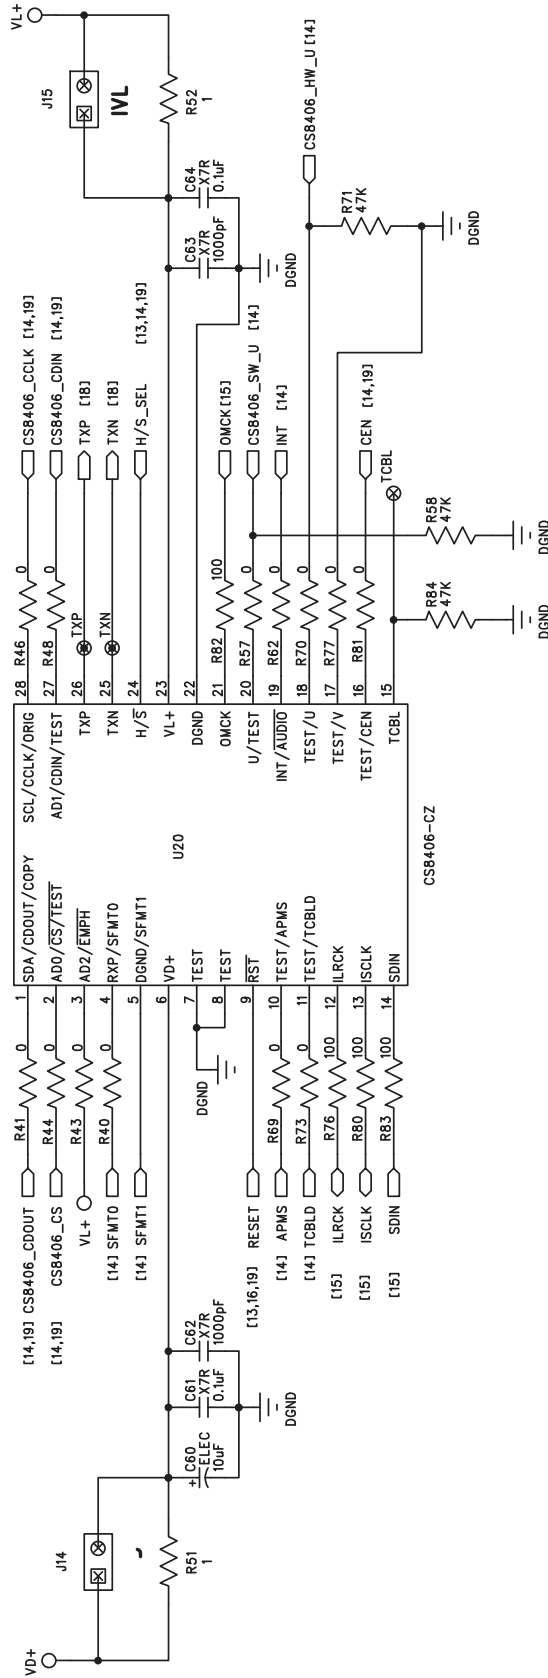 VL+
J15
IVL
R52
1
C64
X7R
0.1uF
C63
X7R
1000pF
DGND
CS8406_HW_U [14]
R71
47K
DGND
CS8406_CCLK [14,19]
CS8406_CDIN [14,19]
TXP [18]
TXN [18]
H/S_SEL [13,14,19]
OMCK[15]
CS8406_SW_U [14]
INT [14]
CEN [14,19]
TCBL
R46 0
R48 0
TXP
TXN
R82 100
R57 0
R62 0
R70 0
R77 0
R81 0
R58
47K
DGND
R84
47K
DGND
28 SCL/CCLK/ORIG
27 AD1/CDIN/TEST
26 TXP
25 TXN
24 H/S
23 VL+
22 DGND
21 OMCK
20 U/TEST
19 INT/AUDIO
18 TEST/U
17 TEST/V
16 TEST/CEN
15 TCBL
U20
CS8406-CZ
1 SDA/CDOUT/COPY
2 AD0/CS/TEST
3 AD2/EMPH
4 RXP/SFMT0
5 DGND/SFMT1
6 VD+
7 TEST
8 TEST
9 RST
10 TEST/APMS
11 TEST/TCBLD
12 ILRCK
13 ISCLK
14 SDIN
R41 0
R44 0
R43 0
R40 0
DGND
R69 0
R73 0
R76 100
R80 100
R83 100
[14,19] CS8406_CDOUT
[14,19] CS8406_CS
VL+
[14] SFMT0
[14] SFMT1
[13,16,19] RESET
[14] APMS
[14] TCBLD
[15] ILRCK
[15] ISCLK
[15] SDIN
C62
X7R
1000pF
C61
X7R
0.1uF
C60
ELEC
10uF
+
DGND
J14
R51
1
VD+